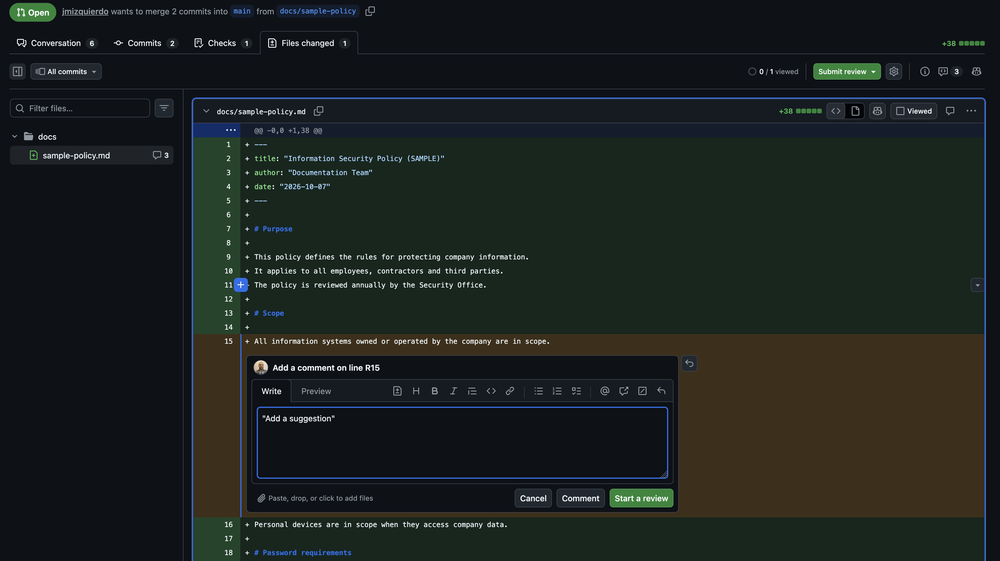 Open jmizquierdo wants to merge 2 commits into main from docs/sample-policy
Conversation 6 Commits 2 Checks 1 Files changed 1 +38
All commits 0 / 1 viewed Submit review 3
Filter files...
docs
sample-policy.md 3
docs/sample-policy.md +38 Viewed
@@ -0,0 +1,38 @@
1 + ---
2 + title: "Information Security Policy (SAMPLE)"
3 + author: "Documentation Team"
4 + date: "2026-10-07"
5 + ---
6 +
7 + # Purpose
8 +
9 + This policy defines the rules for protecting company information.
10 + It applies to all employees, contractors and third parties.
11 + The policy is reviewed annually by the Security Office.
12 +
13 + # Scope
14 +
15 + All information systems owned or operated by the company are in scope.
Add a comment on line R15
Write Preview
"Add a suggestion"
Paste, drop, or click to add files Cancel Comment Start a review
16 + Personal devices are in scope when they access company data.
17 +
18 + # Password requirements